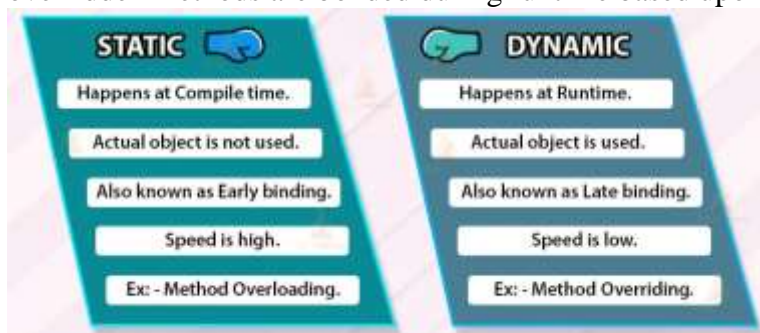 STATIC
Happens at Compile time.
Actual object is not used.
Also known as Early binding.
Speed is high.
Ex: - Method Overloading.
DYNAMIC
Happens at Runtime.
Actual object is used.
Also known as Late binding.
Speed is low.
Ex: - Method Overriding.